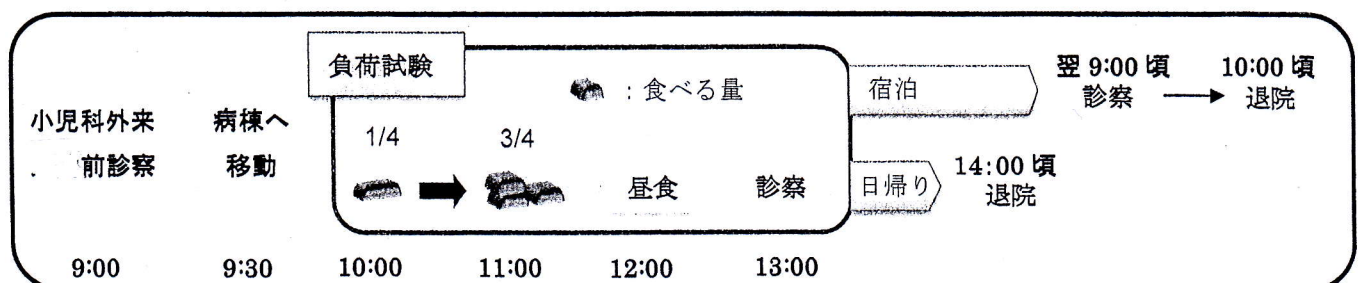 負荷試験
：食べる量
小児科外来
前診察
病棟へ
移動
1/4
3/4
昼食
診察
宿泊
翌 9:00 頃
診察
10:00 頃
退院
日帰り
14:00 頃
退院
9:00
9:30
10:00
11:00
12:00
13:00